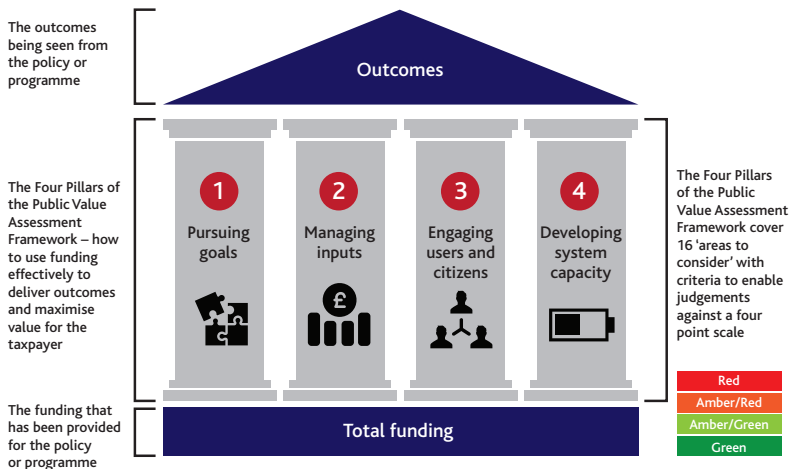 The outcomes
being seen from
the policy or
programme
Outcomes
The Four Pillars of
the Public Value
Assessment
Framework – how
to use funding
effectively to
deliver outcomes
and maximise
value for the
taxpayer
1
Pursuing
goals
2
Managing
inputs
£
3
Engaging
users and
citizens
4
Developing
system
capacity
The Four Pillars
of the Public
Value Assessment
Framework cover
16 ‘areas to
consider’ with
criteria to enable
judgements
against a four
point scale
Red
Amber/Red
Amber/Green
Green
The funding that
has been provided
for the policy
or programme
Total funding